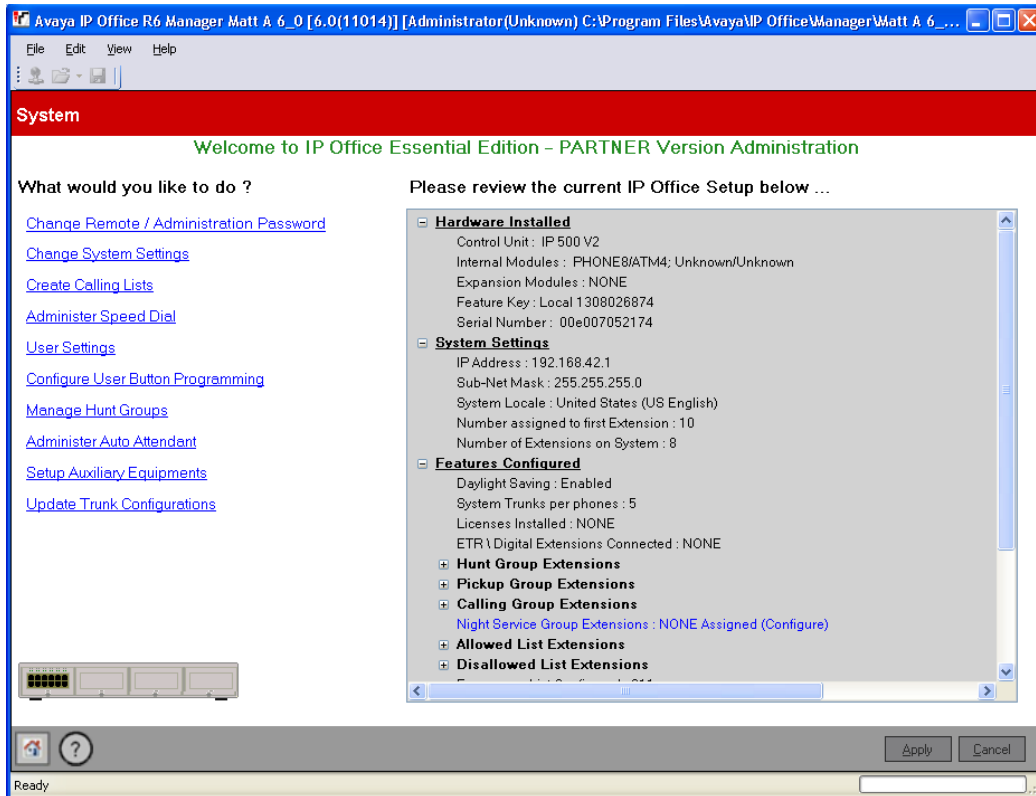 Avaya IP Office R6 Manager Matt A 6_0 [6.0(11014)] [Administrator(Unknown) C:\Program Files\Avaya\IP Office\Manager\Matt A 6_...
File Edit View Help
System
Welcome to IP Office Essential Edition - PARTNER Version Administration
What would you like to do ?
Change Remote / Administration Password
Change System Settings
Create Calling Lists
Administer Speed Dial
User Settings
Configure User Button Programming
Manage Hunt Groups
Administer Auto Attendant
Setup Auxiliary Equipments
Update Trunk Configurations
Please review the current IP Office Setup below ...
Hardware Installed
Control Unit : IP 500 V2
Internal Modules : PHONE8/ATM4; Unknown/Unknown
Expansion Modules : NONE
Feature Key : Local 1308026874
Serial Number : 00e007052174
System Settings
IP Address : 192.168.42.1
Sub-Net Mask : 255.255.255.0
System Locale : United States (US English)
Number assigned to first Extension : 10
Number of Extensions on System : 8
Features Configured
Daylight Saving : Enabled
System Trunks per phones : 5
Licenses Installed : NONE
ETR \ Digital Extensions Connected : NONE
Hunt Group Extensions
Pickup Group Extensions
Calling Group Extensions
Night Service Group Extensions : NONE Assigned (Configure)
Allowed List Extensions
Disallowed List Extensions
Apply Cancel
Ready